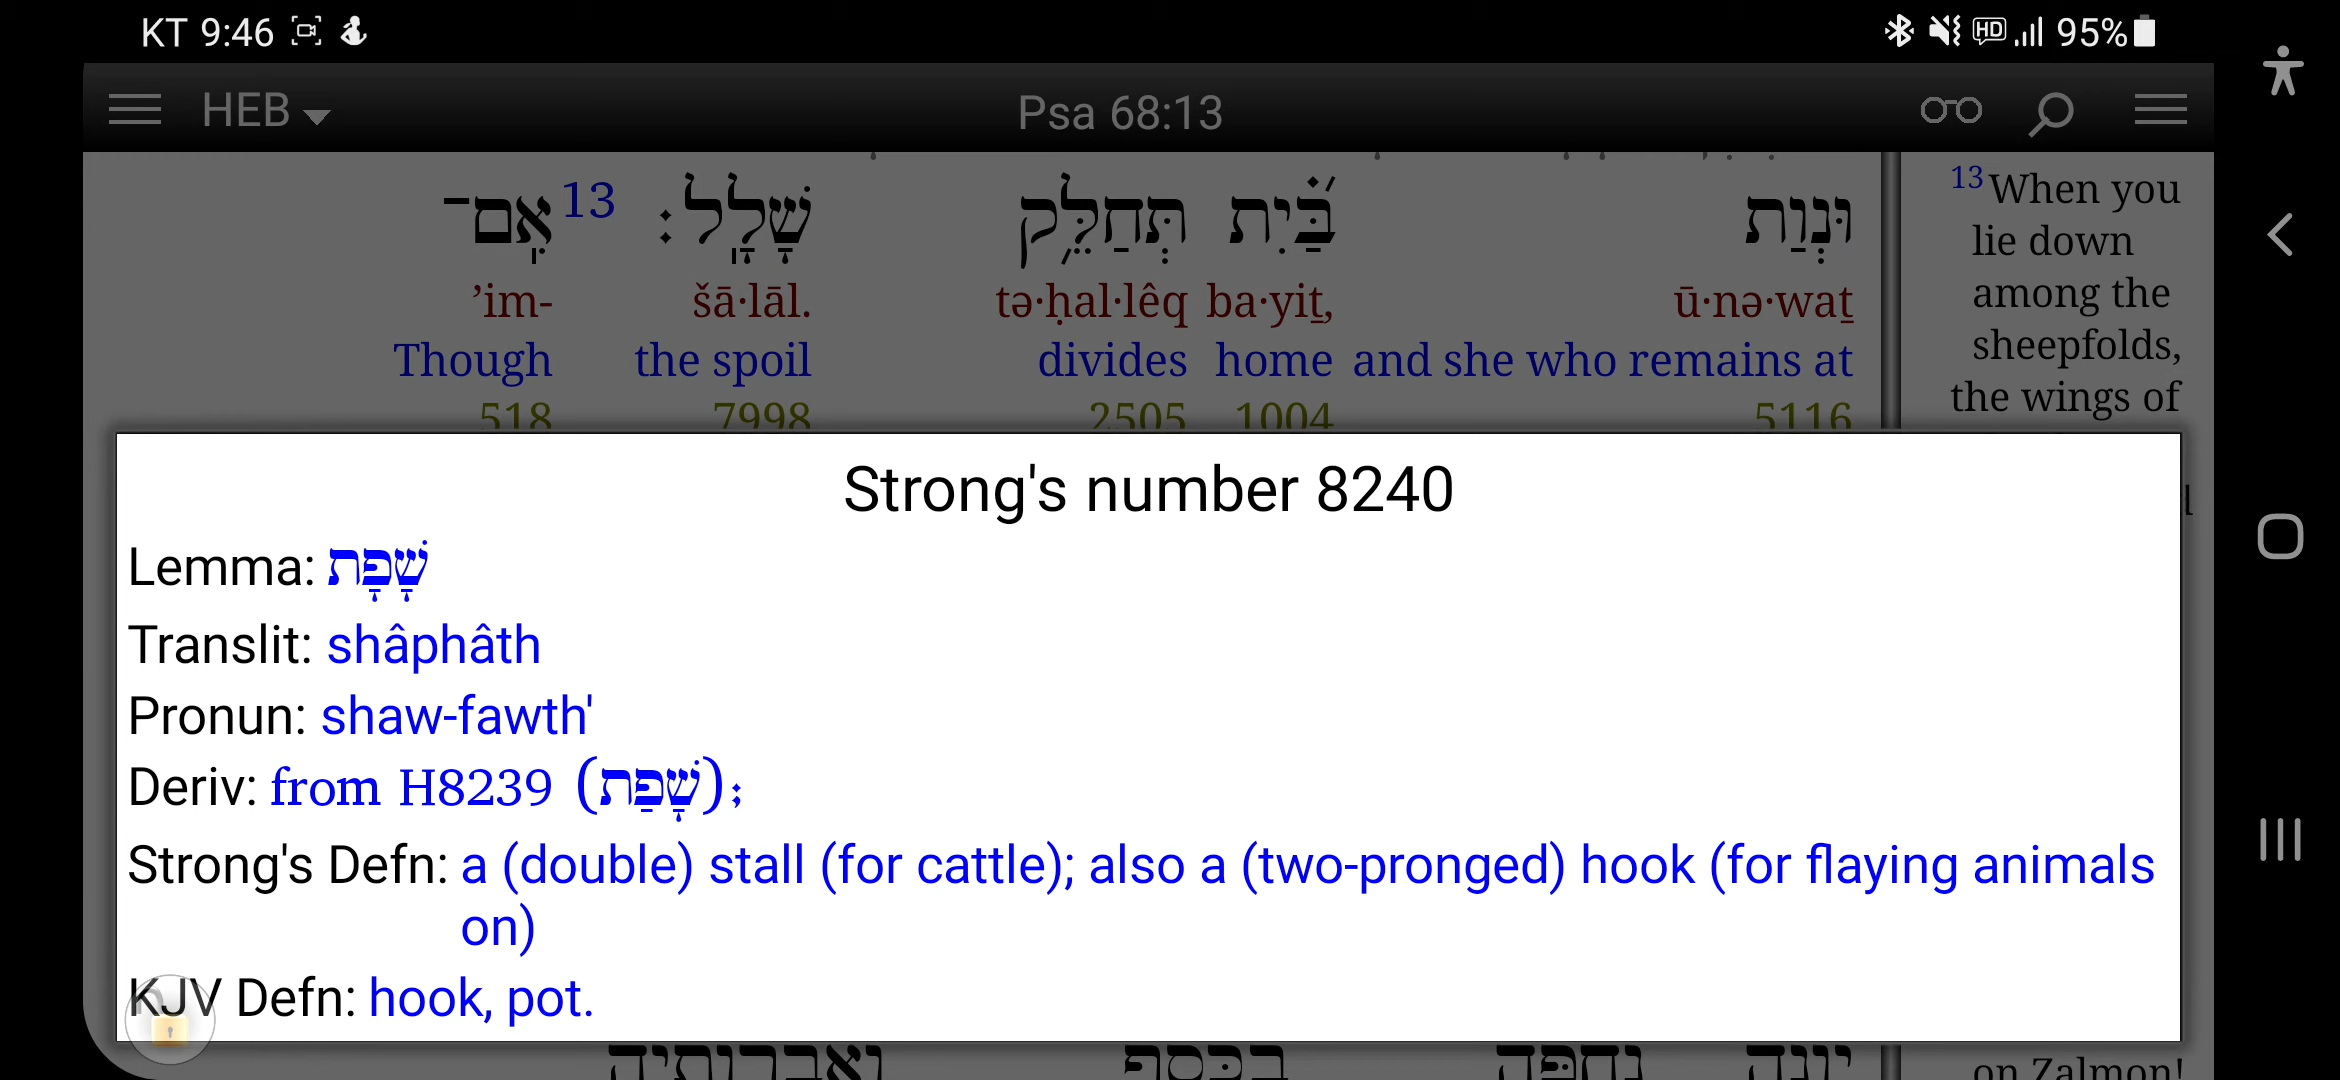 KT 9:46
95%
HEB
Psa 68:13
וּנְוַת בַּ֝֗יִת תְּחַלֵּ֥ק שָׁלָֽל׃ 13 אִֽם־
ū·nə·waṯ ba·yiṯ, tə·ḥal·lêq šā·lāl. ’im-
and she who remains at home divides the spoil Though
5116 1004 2505 7998 518
13 When you
lie down
among the
sheepfolds,
the wings of
Strong's number 8240
Lemma: שָׁפָת
Translit: shâphâth
Pronun: shaw-fawth'
Deriv: from H8239 (שָׁפַת);
Strong's Defn: a (double) stall (for cattle); also a (two-pronged) hook (for flaying animals
on)
KJV Defn: hook, pot.
on Zalmon!